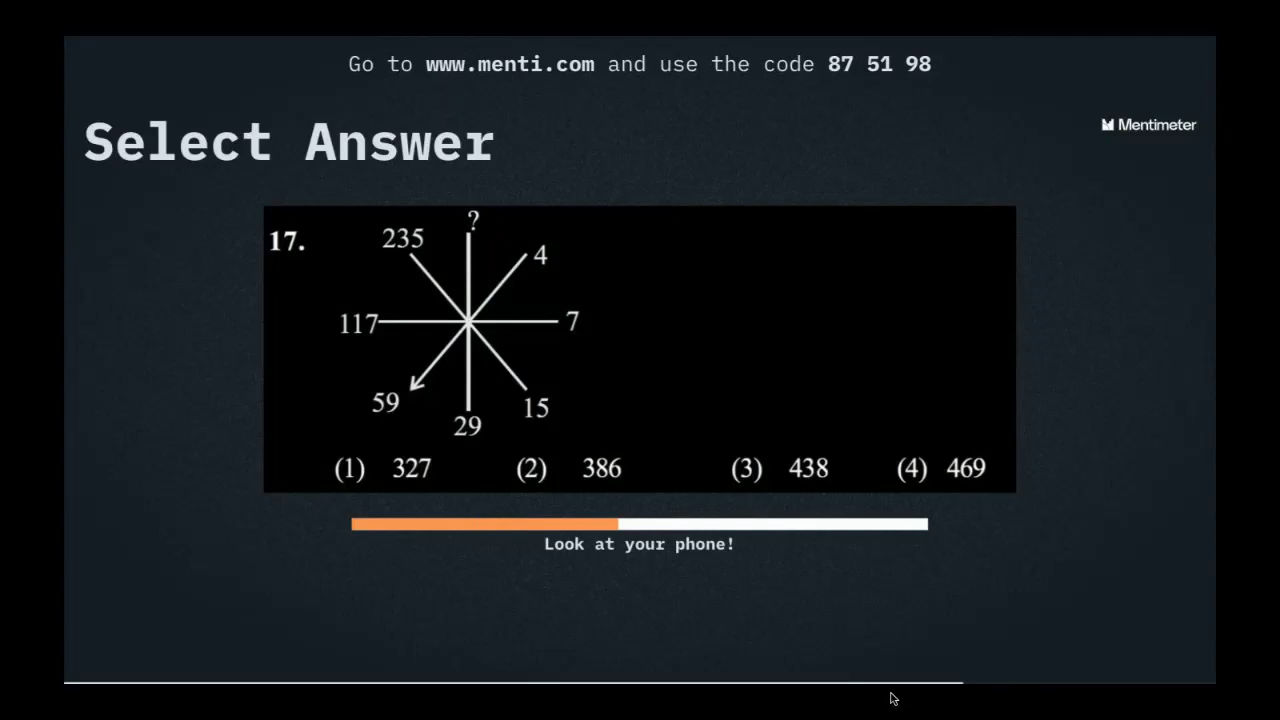 Go to www.menti.com and use the code 87 51 98
Select Answer
Mentimeter
17.
?
235
4
117
7
59
15
29
(1) 327 (2) 386 (3) 438 (4) 469
Look at your phone!